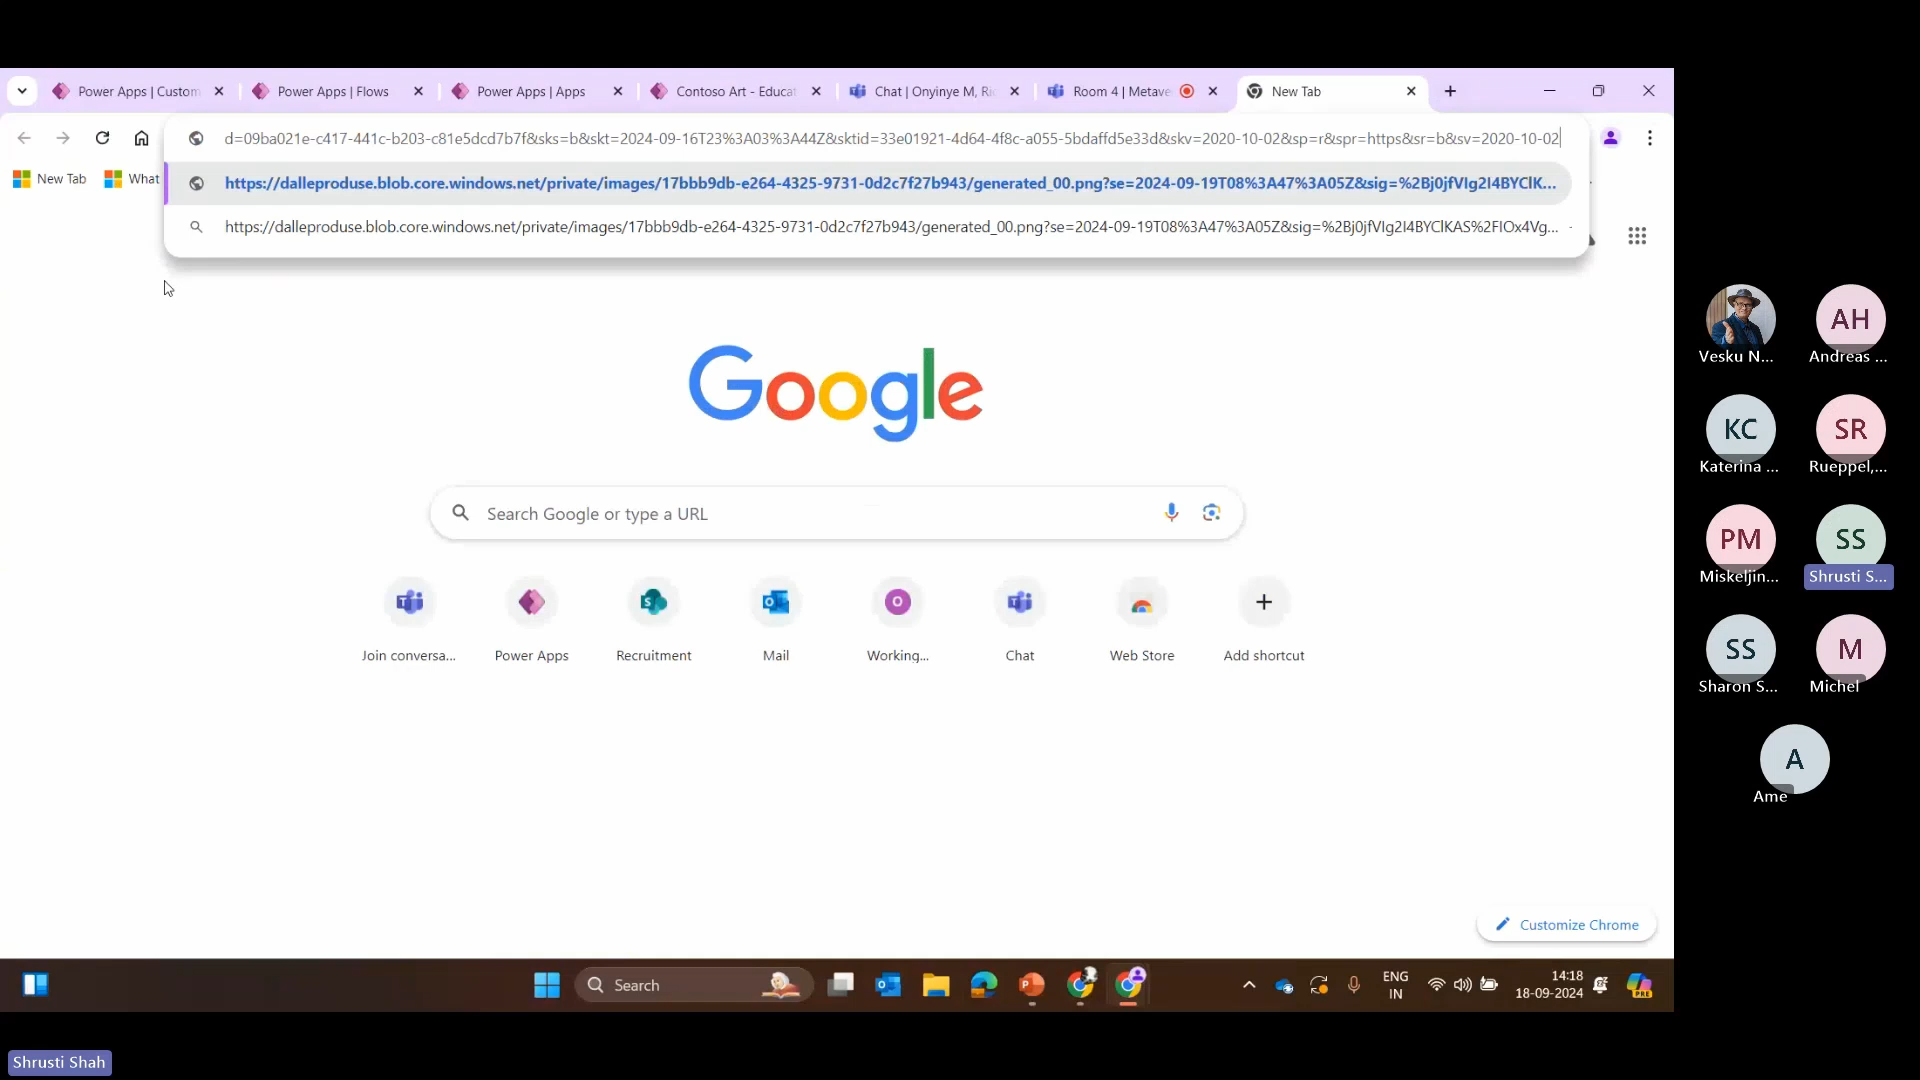 Power Apps | Custom
Power Apps | Flows
Power Apps | Apps
Contoso Art - Educat
Chat | Onyinye M, Ri
Room 4 | Metave
New Tab
d=09ba021e-c417-441c-b203-c81e5dcd7b7f&sks=b&skt=2024-09-16T23%3A03%3A44Z&sktid=33e01921-4d64-4f8c-a055-5bdaffd5e33d&skv=2020-10-02&sp=r&spr=https&sr=b&sv=2020-10-02
New Tab
What
https://dalleproduse.blob.core.windows.net/private/images/17bbb9db-e264-4325-9731-0d2c7f27b943/generated_00.png?se=2024-09-19T08%3A47%3A05Z&sig=%2Bj0jfVIg2I4BYClK...
https://dalleproduse.blob.core.windows.net/private/images/17bbb9db-e264-4325-9731-0d2c7f27b943/generated_00.png?se=2024-09-19T08%3A47%3A05Z&sig=%2Bj0jfVIg2I4BYClKAS%2FIOx4Vg...
Google
Search Google or type a URL
Join conversa...
Power Apps
Recruitment
Mail
O
Working...
Chat
Web Store
Add shortcut
Customize Chrome
Search
ENG
IN
14:18
18-09-2024
Vesku N...
AH
Andreas ...
KC
Katerina ...
SR
Rueppel,...
PM
Miskeljin...
SS
Shrusti S...
SS
Sharon S...
M
Michel
A
Ame
Shrusti Shah